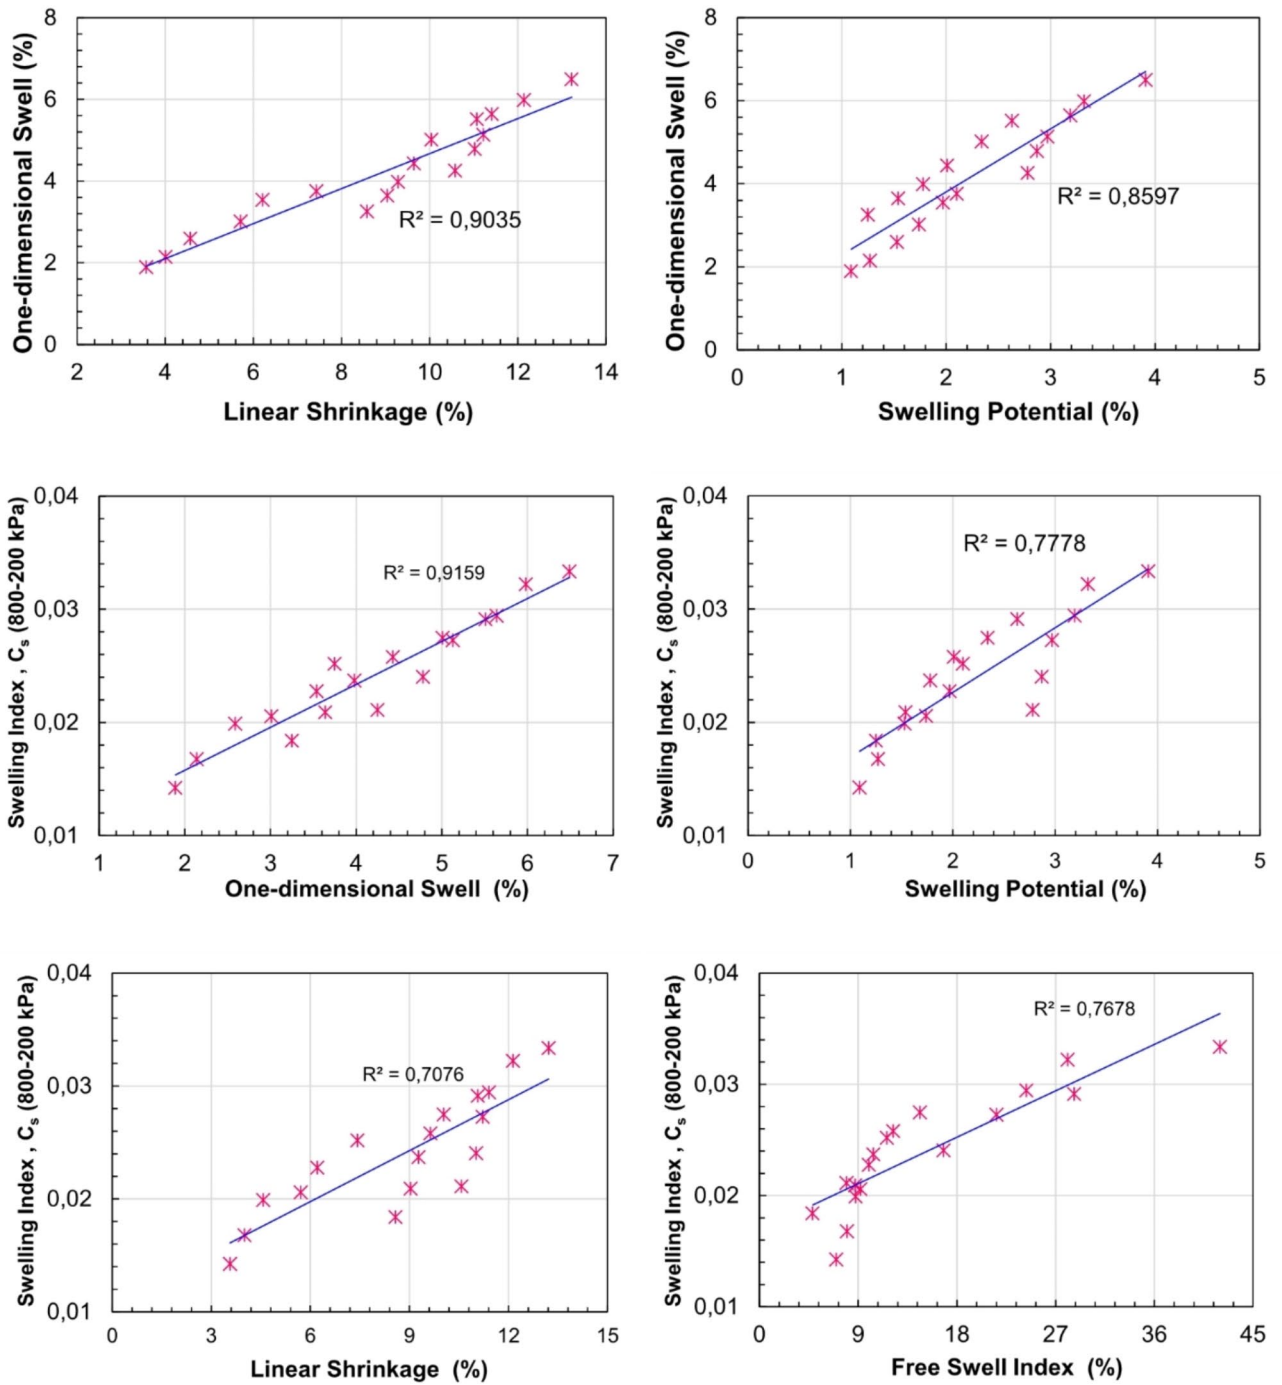 One-dimensional Swell (%)
8
6
4
2
0
R² = 0,9035
2 4 6 8 10 12 14
Linear Shrinkage (%)
One-dimensional Swell (%)
8
6
4
2
0
R² = 0,8597
0 1 2 3 4 5
Swelling Potential (%)
Swelling Index , Cs (800-200 kPa)
0,04
0,03
0,02
0,01
R² = 0,9159
1 2 3 4 5 6 7
One-dimensional Swell (%)
Swelling Index , Cs (800-200 kPa)
0,04
0,03
0,02
0,01
R² = 0,7778
0 1 2 3 4 5
Swelling Potential (%)
Swelling Index , Cs (800-200 kPa)
0,04
0,03
0,02
0,01
R² = 0,7076
0 3 6 9 12 15
Linear Shrinkage (%)
Swelling Index , Cs (800-200 kPa)
0,04
0,03
0,02
0,01
R² = 0,7678
0 9 18 27 36 45
Free Swell Index (%)